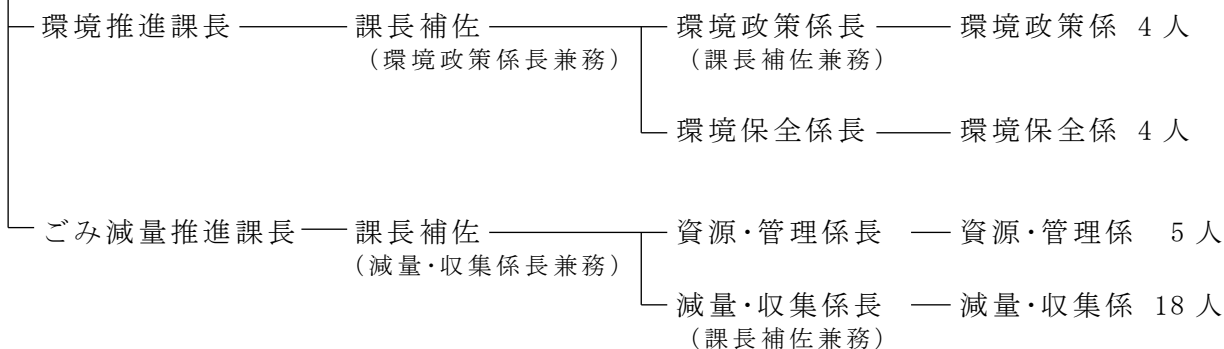 環境推進課長 課長補佐 環境政策係長 環境政策係 4人
(環境政策係長兼務) (課長補佐兼務)
環境保全係長 環境保全係 4人
ごみ減量推進課長 課長補佐 資源・管理係長 資源・管理係 5人
(減量・収集係長兼務)
減量・収集係長 減量・収集係 18人
(課長補佐兼務)